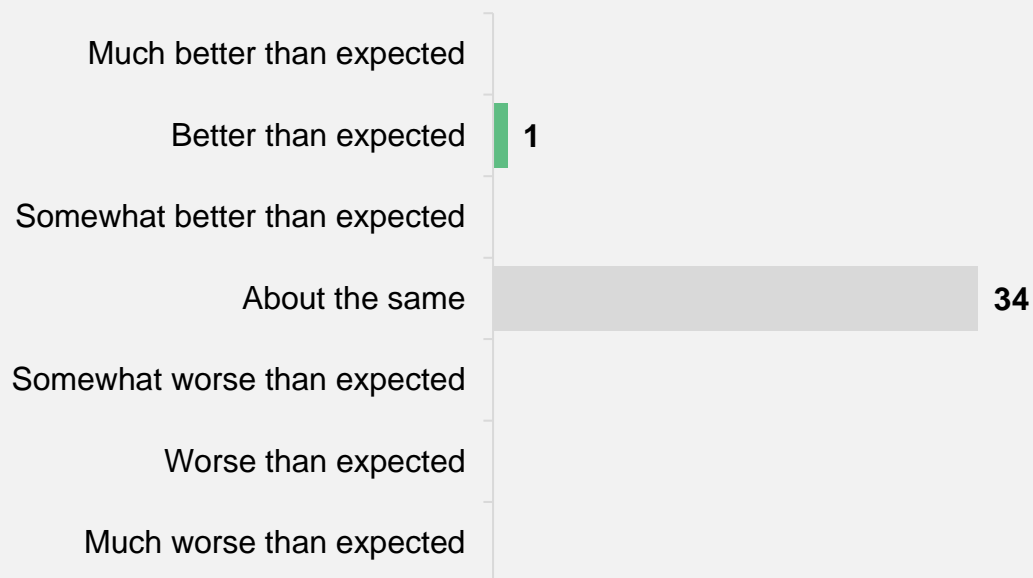 Much better than expected
Better than expected 1
Somewhat better than expected
About the same 34
Somewhat worse than expected
Worse than expected
Much worse than expected